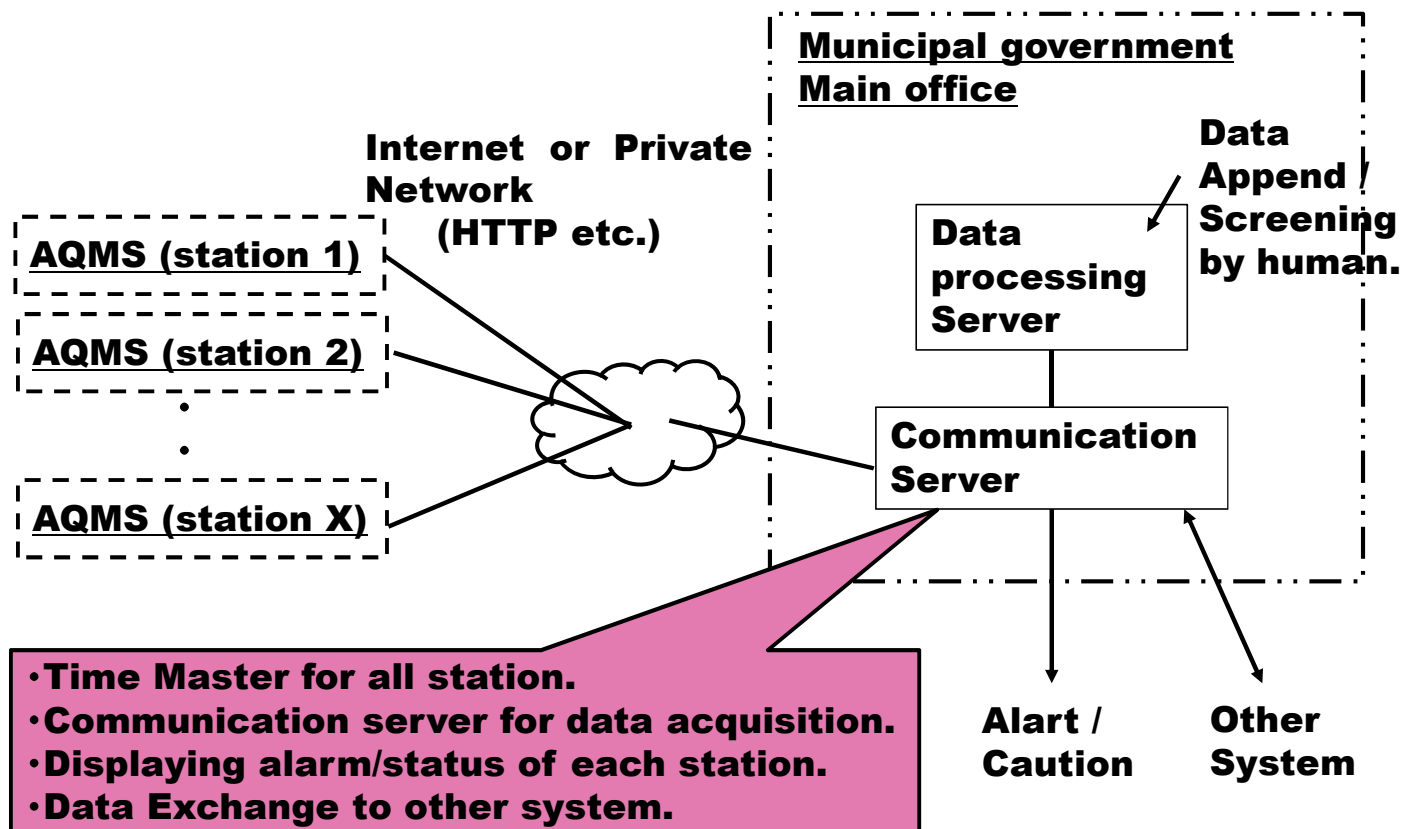 Municipal government
Main office
Internet or Private
Network
(HTTP etc.)
Data
Append /
Screening
by human.
AQMS (station 1)
AQMS (station 2)
AQMS (station X)
Data
processing
Server
Communication
Server
・Time Master for all station.
・Communication server for data acquisition.
・Displaying alarm/status of each station.
・Data Exchange to other system.
Alart /
Caution
Other
System